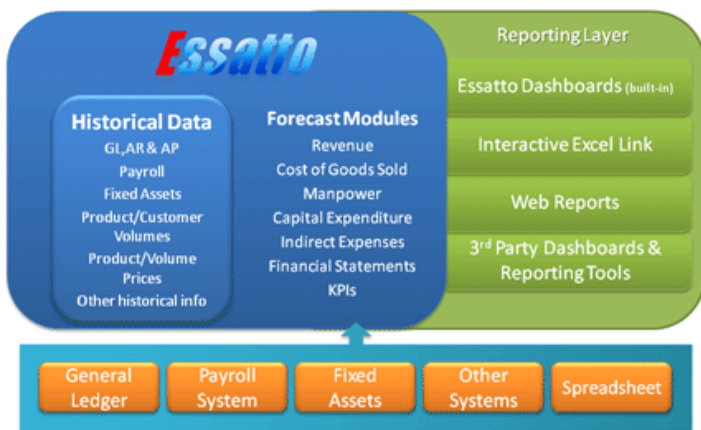 Essatto
Historical Data
GL,AR & AP
Payroll
Fixed Assets
Product/Customer
Volumes
Product/Volume
Prices
Other historical info
Forecast Modules
Revenue
Cost of Goods Sold
Manpower
Capital Expenditure
Indirect Expenses
Financial Statements
KPIs
Reporting Layer
Essatto Dashboards (built-in)
Interactive Excel Link
Web Reports
3rd Party Dashboards &
Reporting Tools
General
Ledger
Payroll
System
Fixed
Assets
Other
Systems
Spreadsheet